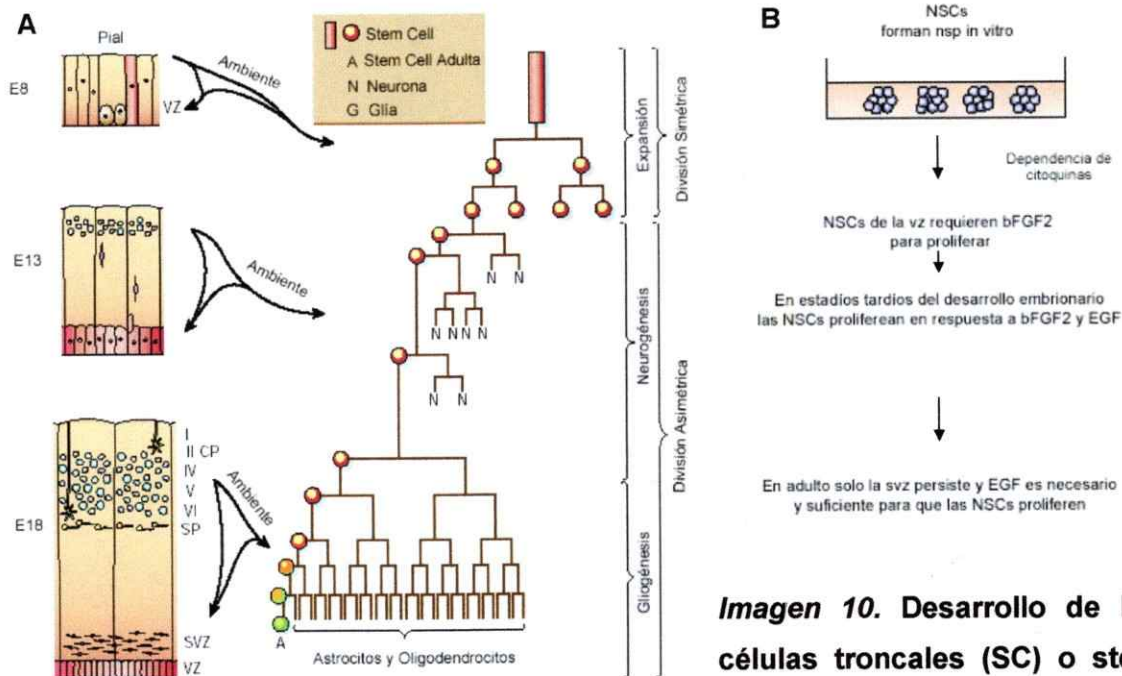 A
Pial
E8
VZ
Ambiente
Stem Cell
A Stem Cell Adulta
N Neurona
G Glia
Expansión
División Simétrica
E13
Ambiente
N N
N N N N
N N
Neurogénesis
División Asimétrica
E18
I
II CP
IV
V
VI
SP
SVZ
VZ
Ambiente
Gliogénesis
A
Astrocitos y Oligodendrocitos
B
NSCs
forman nsp in vitro
Dependencia de
citoquinas
NSCs de la vz requieren bFGF2
para proliferar
En estadíos tardíos del desarrollo embrionario
las NSCs proliferean en respuesta a bFGF2 y EGF
En adulto solo la svz persiste y EGF es necesario
y suficiente para que las NSCs proliferen
Imagen 10. Desarrollo de
células troncales (SC) o